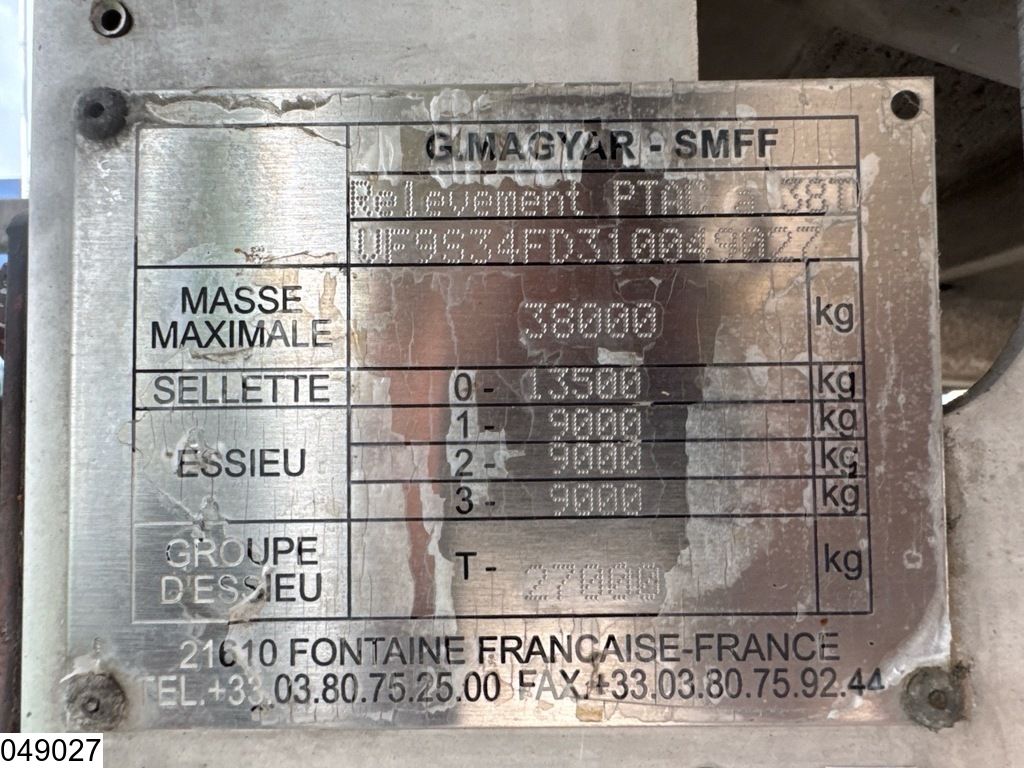 G.MAGYAR - SMFF
Relevement PTAC a 38T
VF9S34FD310049027
MASSE MAXIMALE 38000 kg
SELLETTE 0- 13500 kg
1- 9000 kg
ESSIEU 2- 9000 kg
3- 9000 kg
GROUPE D'ESSIEU T- 27000 kg
21610 FONTAINE FRANCAISE-FRANCE
TEL.+33.03.80.75.25.00 FAX.+33.03.80.75.92.44
049027